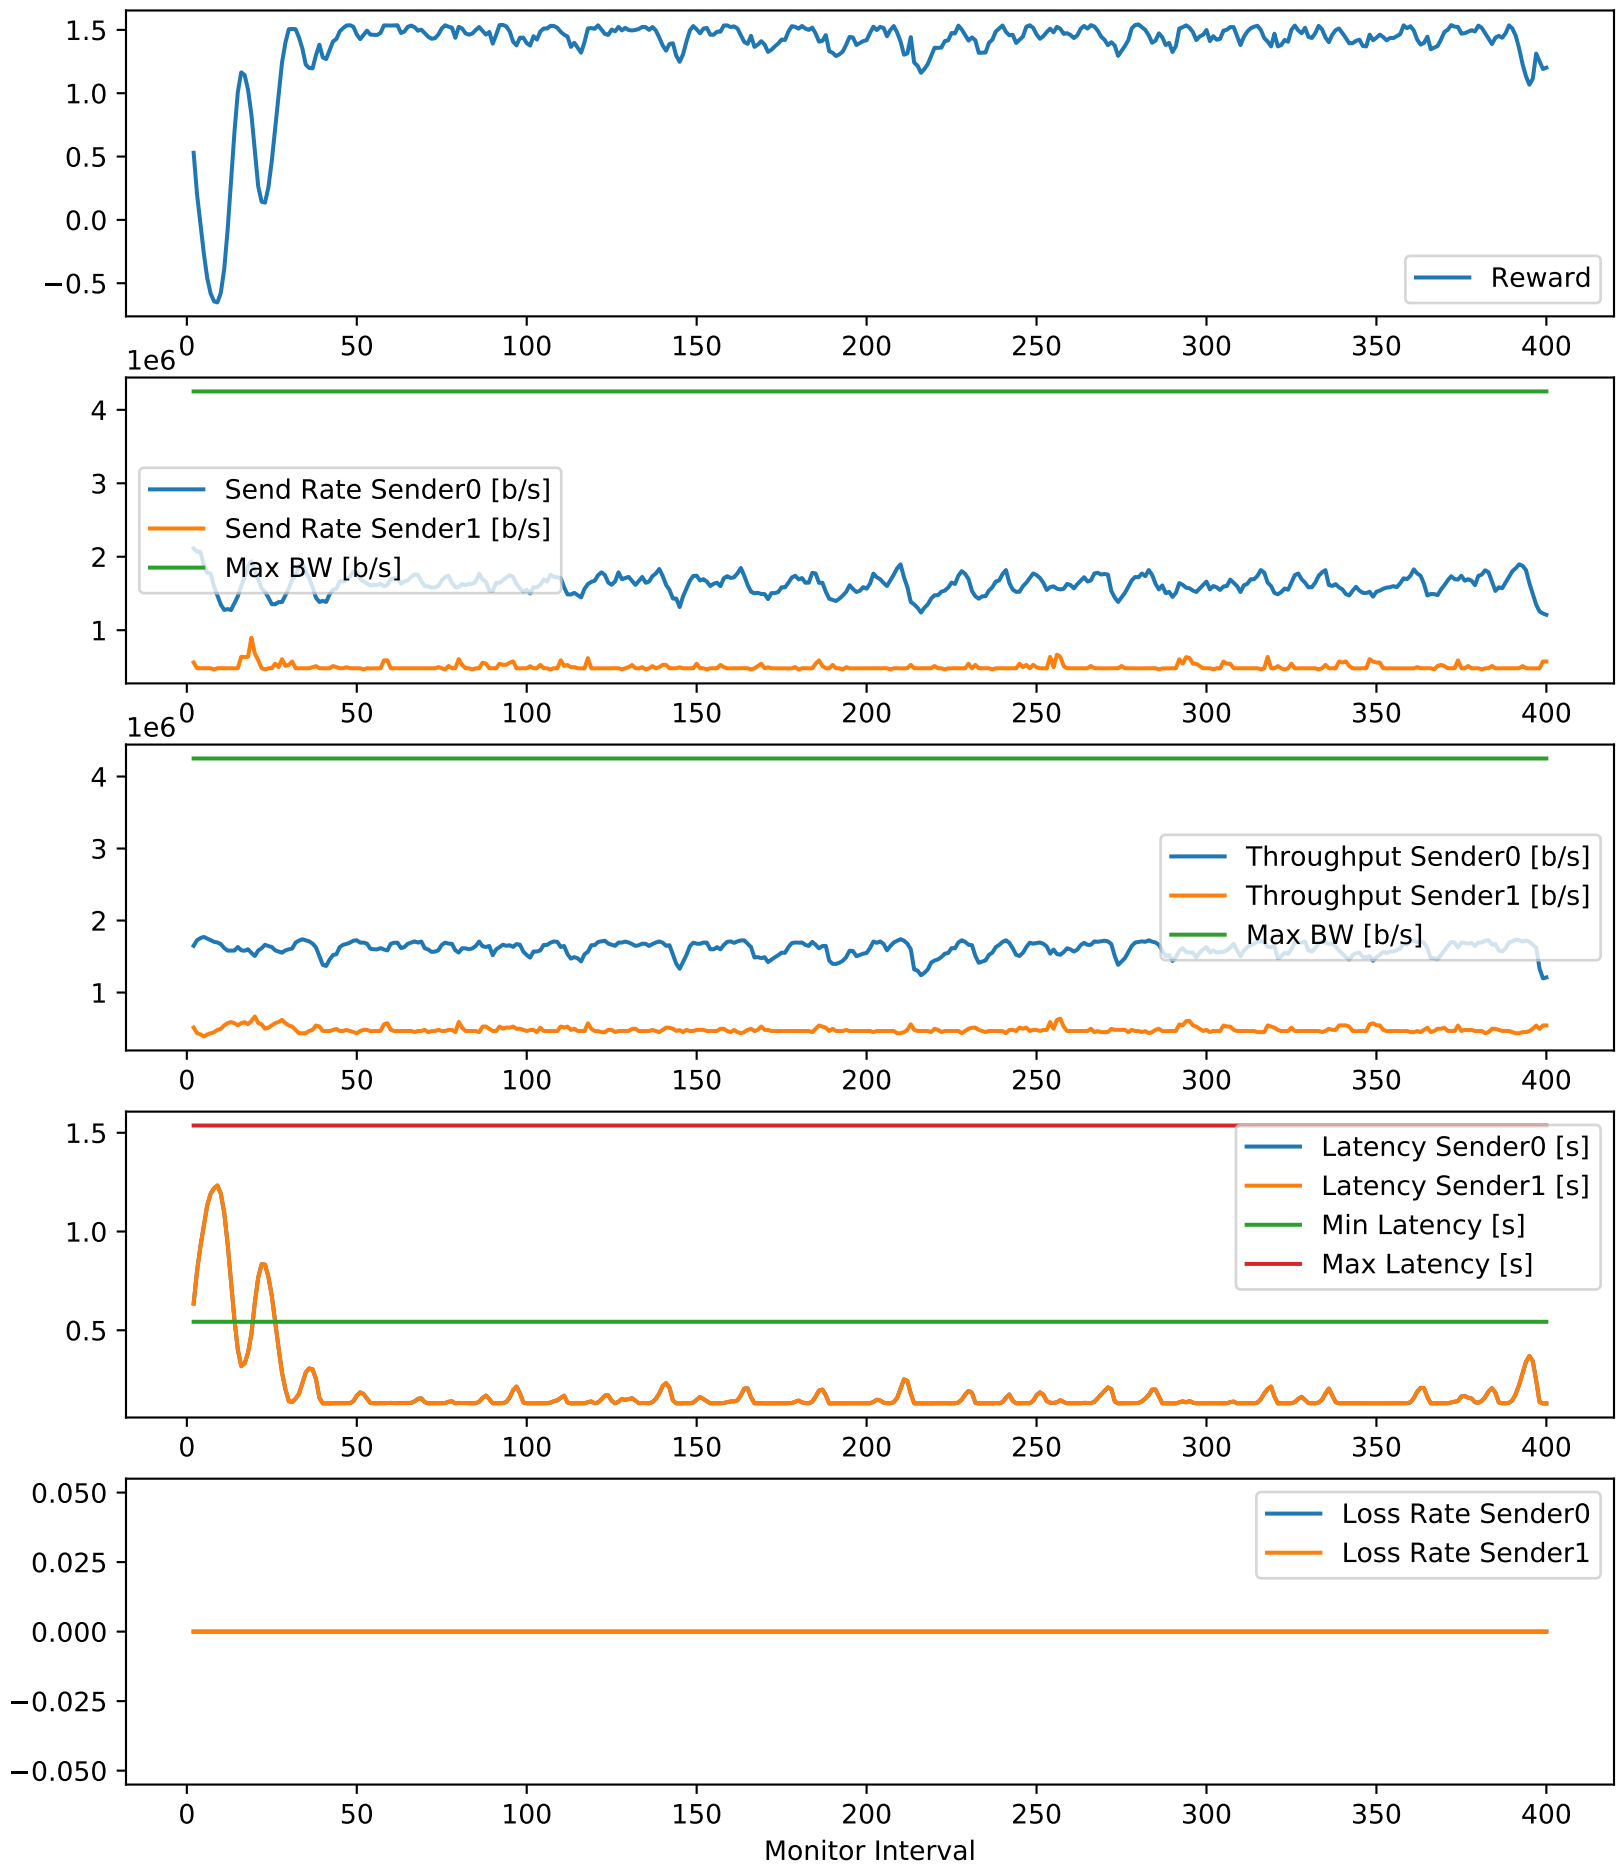 1.5
1.0
0.5
0.0
−0.5
Reward
0 50 100 150 200 250 300 350 400
1e6
4
3
2
1
Send Rate Sender0 [b/s]
Send Rate Sender1 [b/s]
Max BW [b/s]
0 50 100 150 200 250 300 350 400
1e6
4
3
2
1
Throughput Sender0 [b/s]
Throughput Sender1 [b/s]
Max BW [b/s]
0 50 100 150 200 250 300 350 400
1.5
1.0
0.5
Latency Sender0 [s]
Latency Sender1 [s]
Min Latency [s]
Max Latency [s]
0 50 100 150 200 250 300 350 400
0.050
0.025
0.000
−0.025
−0.050
Loss Rate Sender0
Loss Rate Sender1
0 50 100 150 200 250 300 350 400
Monitor Interval